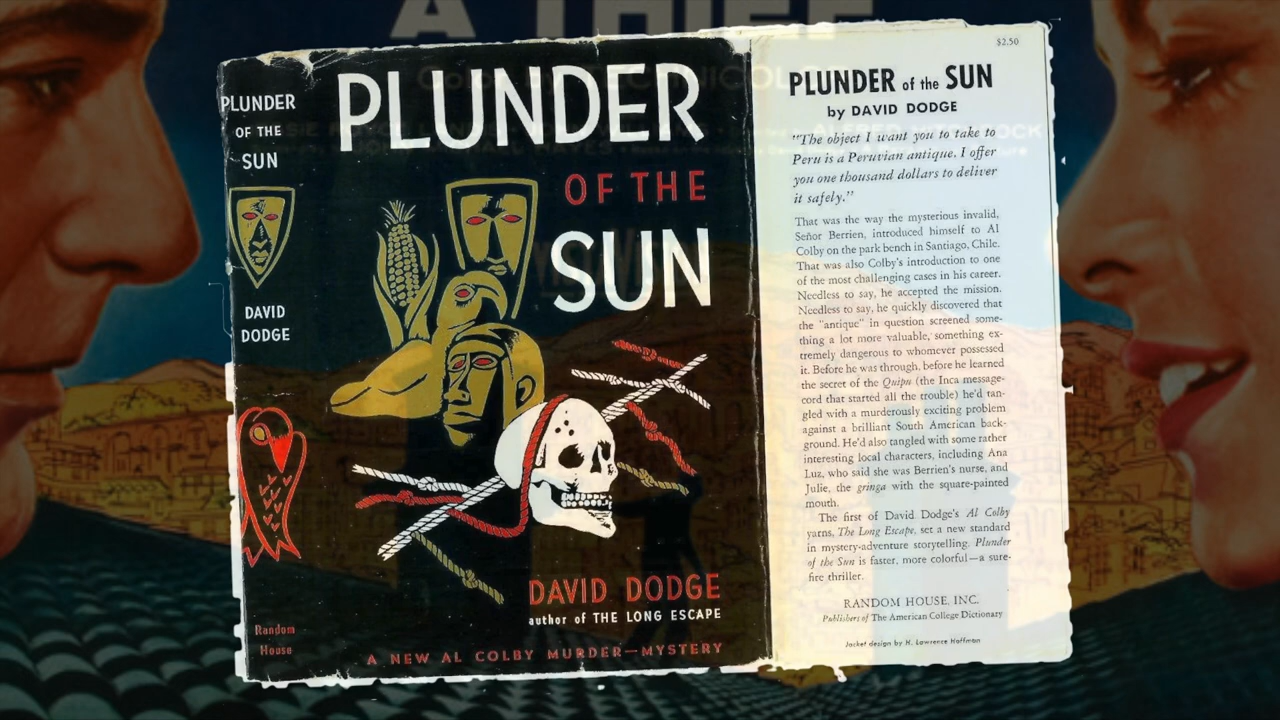 A THIEF
PLUNDER
OF THE
SUN
DAVID
DODGE
Random
House
PLUNDER
OF THE
SUN
DAVID DODGE
author of THE LONG ESCAPE
A NEW AL COLBY MURDER—MYSTERY
$2.50
PLUNDER of the SUN
by DAVID DODGE
"The object I want you to take to
Peru is a Peruvian antique. I offer
you one thousand dollars to deliver
it safely."
That was the way the mysterious invalid,
Señor Berrien, introduced himself to Al
Colby on the park bench in Santiago, Chile.
That was also Colby's introduction to one
of the most challenging cases in his career.
Needless to say, he accepted the mission.
Needless to say, he quickly discovered that
the "antique" in question screened some-
thing a lot more valuable, something ex-
tremely dangerous to whomever possessed
it. Before he was through, before he learned
the secret of the Quipu (the Inca message-
cord that started all the trouble) he'd tan-
gled with a murderously exciting problem
against a brilliant South American back-
ground. He'd also tangled with some rather
interesting local characters, including Ana
Luz, who said she was Berrien's nurse, and
Julie, the gringa with the square-painted
mouth.
The first of David Dodge's Al Colby
yarns, The Long Escape, set a new standard
in mystery-adventure storytelling. Plunder
of the Sun is faster, more colorful—a sure-
fire thriller.
RANDOM HOUSE, INC.
Publishers of The American College Dictionary
Jacket design by H. Lawrence Hoffman